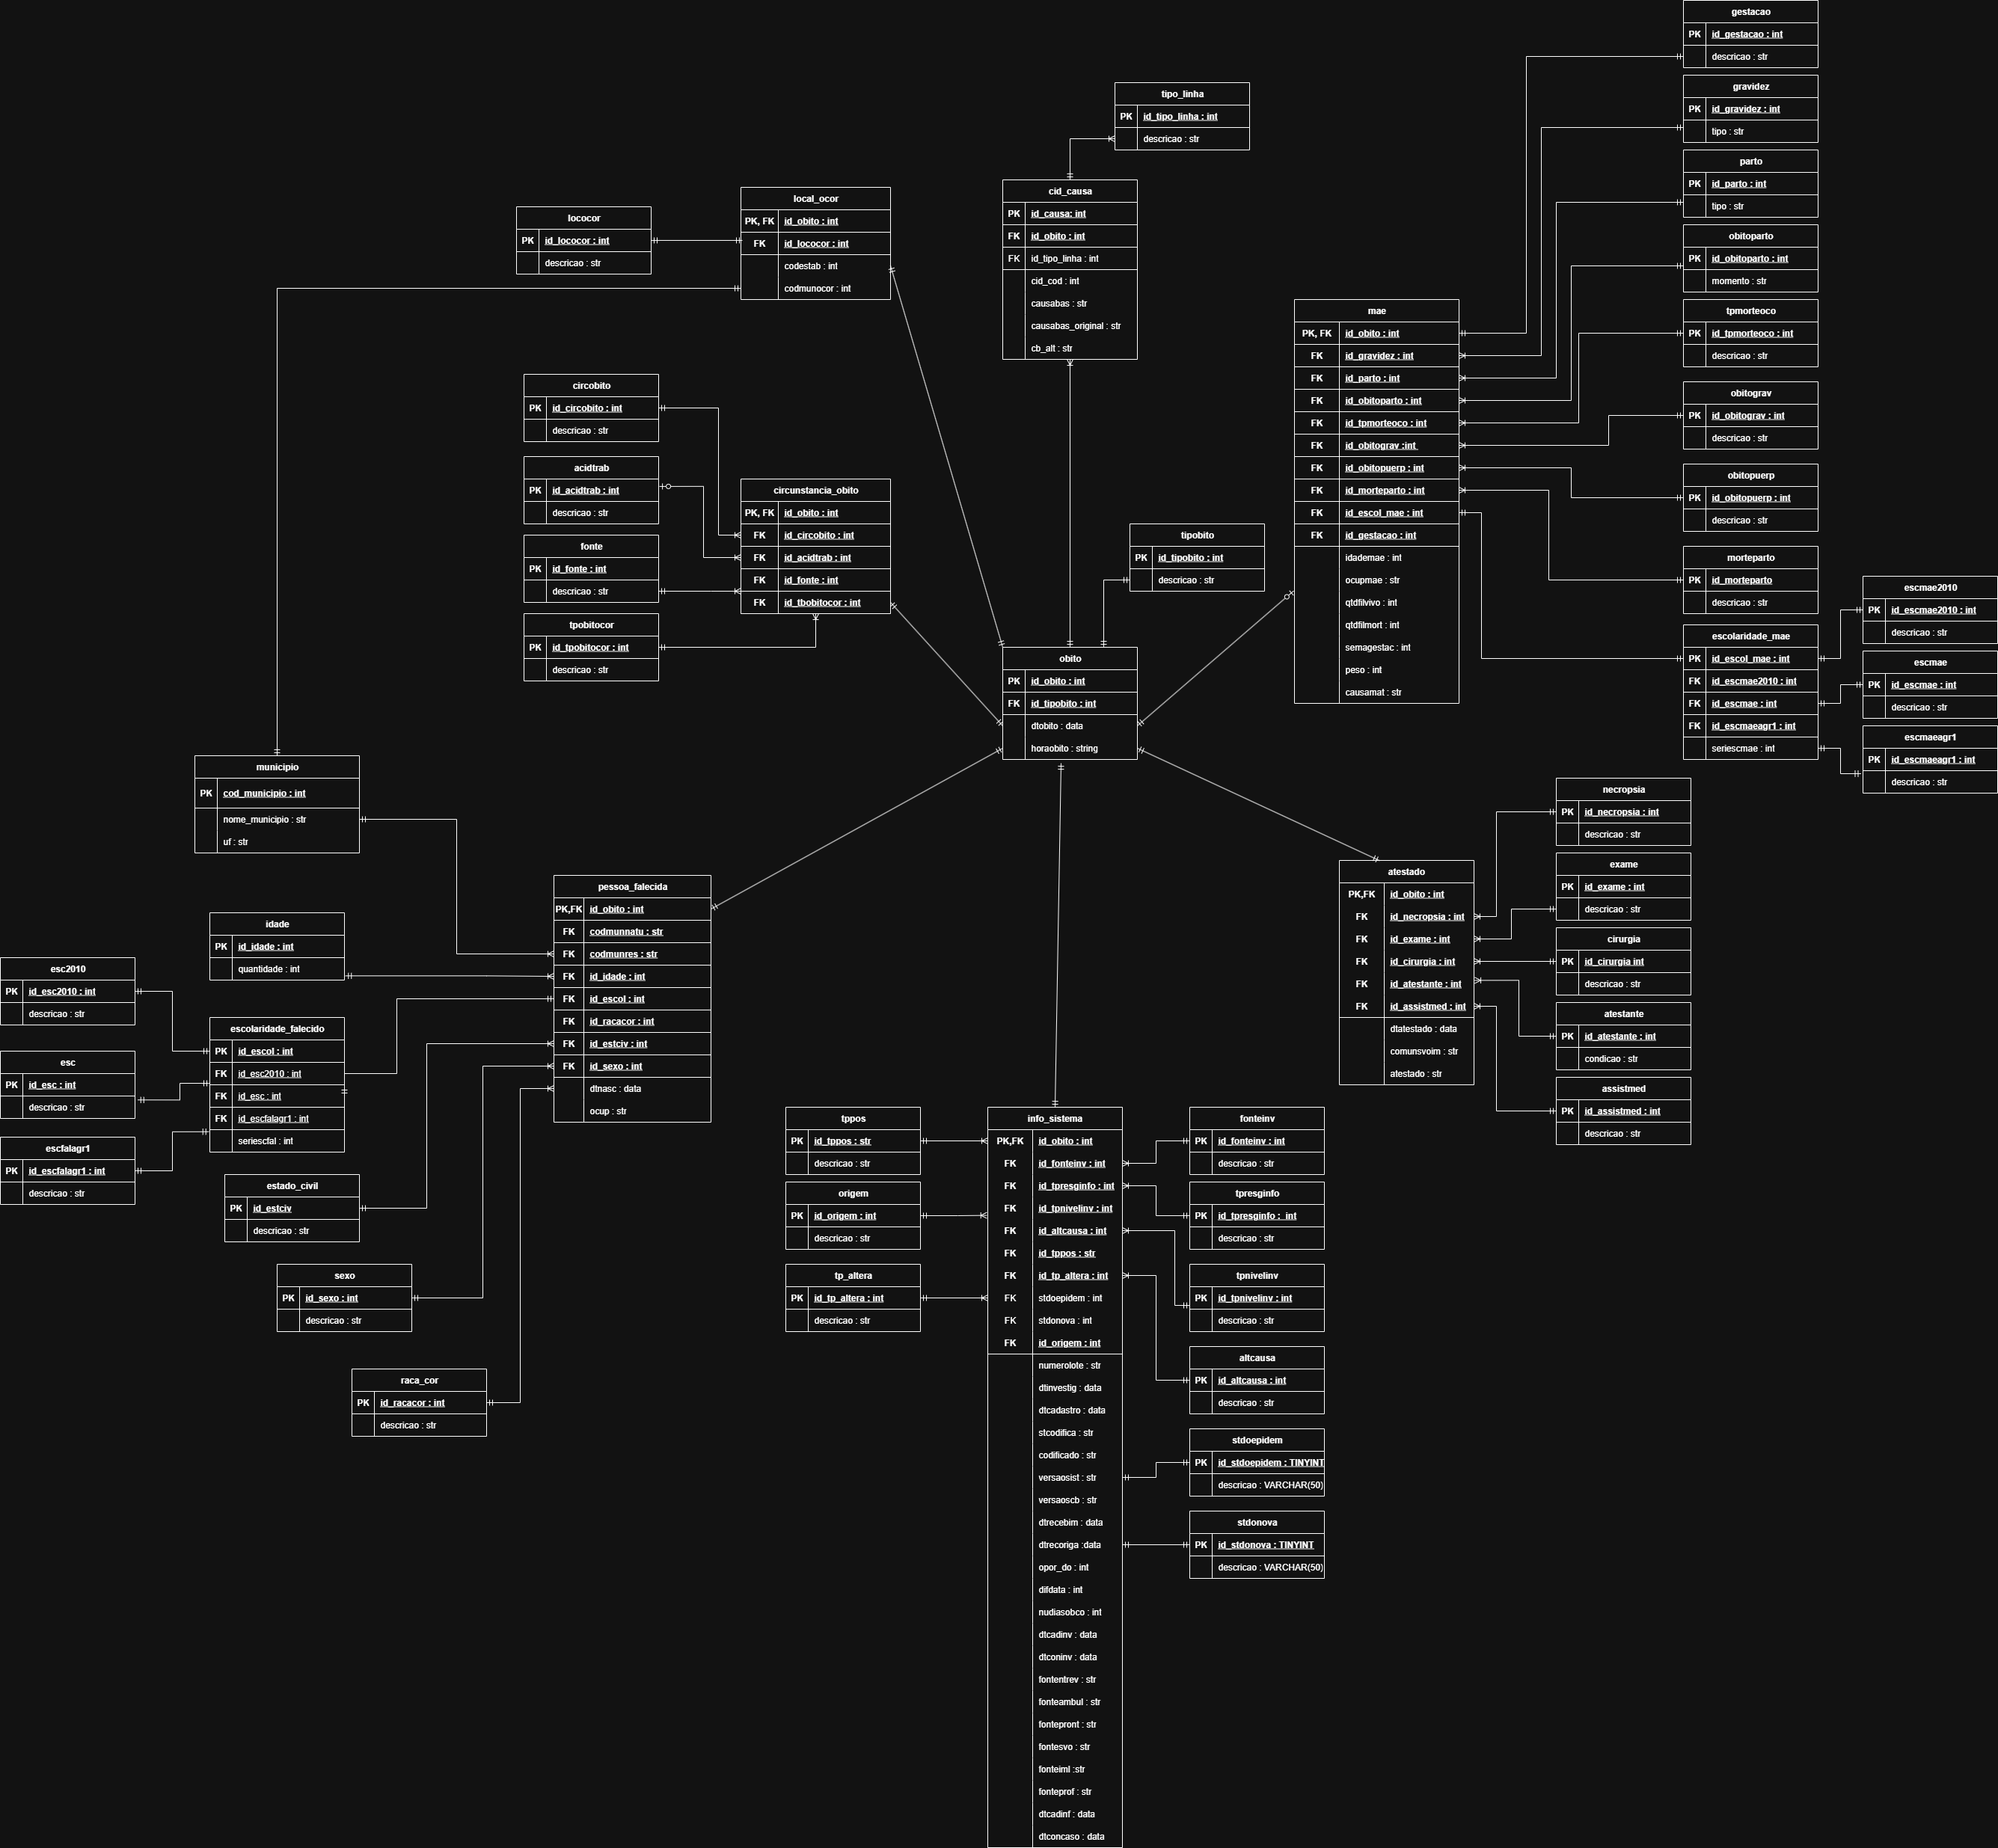 gestacao
PK id_gestacao : int
descricao : str
gravidez
PK id_gravidez : int
tipo : str
parto
PK id_parto : int
tipo : str
obitoparto
PK id_obitoparto : int
momento : str
tpmorteoco
PK id_tpmorteoco : int
descricao : str
obitograv
PK id_obitograv : int
descricao : str
obitopuerp
PK id_obitopuerp : int
descricao : str
morteparto
PK id_morteparto
descricao : str
escolaridade_mae
PK id_escol_mae : int
FK id_escmae2010 : int
FK id_escmae : int
FK id_escmaeagr1 : int
seriescmae : int
escmae2010
PK id_escmae2010 : int
descricao : str
escmae
PK id_escmae : int
descricao : str
escmaeagr1
PK id_escmaeagr1 : int
descricao : str
tipo_linha
PK id_tipo_linha : int
descricao : str
cid_causa
PK id_causa: int
FK id_obito : int
FK id_tipo_linha : int
cid_cod : int
causabas : str
causabas_original : str
cb_alt : str
local_ocor
PK, FK id_obito : int
FK id_lococor : int
codestab : int
codmunocor : int
lococor
PK id_lococor : int
descricao : str
mae
PK, FK id_obito : int
FK id_gravidez : int
FK id_parto : int
FK id_obitoparto : int
FK id_tpmorteoco : int
FK id_obitograv :int
FK id_obitopuerp : int
FK id_morteparto : int
FK id_escol_mae : int
FK id_gestacao : int
idademae : int
ocupmae : str
qtdfilvivo : int
qtdfilmort : int
semagestac : int
peso : int
causamat : str
circobito
PK id_circobito : int
descricao : str
acidtrab
PK id_acidtrab : int
descricao : str
fonte
PK id_fonte : int
descricao : str
tpobitocor
PK id_tpobitocor : int
descricao : str
circunstancia_obito
PK, FK id_obito : int
FK id_circobito : int
FK id_acidtrab : int
FK id_fonte : int
FK id_tbobitocor : int
tipobito
PK id_tipobito : int
descricao : str
obito
PK id_obito : int
FK id_tipobito : int
dtobito : data
horaobito : string
municipio
PK cod_municipio : int
nome_municipio : str
uf : str
pessoa_falecida
PK,FK id_obito : int
FK codmunnatu : str
FK codmunres : str
FK id_idade : int
FK id_escol : int
FK id_racacor : int
FK id_estciv : int
FK id_sexo : int
dtnasc : data
ocup : str
idade
PK id_idade : int
quantidade : int
esc2010
PK id_esc2010 : int
descricao : str
esc
PK id_esc : int
descricao : str
escfalagr1
PK id_escfalagr1 : int
descricao : str
escolaridade_falecido
PK id_escol : int
FK id_esc2010 : int
FK id_esc : int
FK id_escfalagr1 : int
seriescfal : int
estado_civil
PK id_estciv
descricao : str
sexo
PK id_sexo : int
descricao : str
raca_cor
PK id_racacor : int
descricao : str
atestado
PK,FK id_obito : int
FK id_necropsia : int
FK id_exame : int
FK id_cirurgia : int
FK id_atestante : int
FK id_assistmed : int
dtatestado : data
comunsvoim : str
atestado : str
necropsia
PK id_necropsia : int
descricao : str
exame
PK id_exame : int
descricao : str
cirurgia
PK id_cirurgia int
descricao : str
atestante
PK id_atestante : int
condicao : str
assistmed
PK id_assistmed : int
descricao : str
tppos
PK id_tppos : str
descricao : str
origem
PK id_origem : int
descricao : str
tp_altera
PK id_tp_altera : int
descricao : str
info_sistema
PK,FK id_obito : int
FK id_fonteinv : int
FK id_tpresginfo : int
FK id_tpnivelinv : int
FK id_altcausa : int
FK id_tppos : str
FK id_tp_altera : int
FK stdoepidem : int
FK stdonova : int
FK id_origem : int
numerolote : str
dtinvestig : data
dtcadastro : data
stcodifica : str
codificado : str
versaosist : str
versaoscb : str
dtrecebim : data
dtrecoriga :data
opor_do : int
difdata : int
nudiasobco : int
dtcadinv : data
dtconinv : data
fontentrev : str
fonteambul : str
fontepront : str
fontesvo : str
fonteiml :str
fonteprof : str
dtcadinf : data
dtconcaso : data
fonteinv
PK id_fonteinv : int
descricao : str
tpresginfo
PK id_tpresginfo : int
descricao : str
tpnivelinv
PK id_tpnivelinv : int
descricao : str
altcausa
PK id_altcausa : int
descricao : str
stdoepidem
PK id_stdoepidem : TINYINT
descricao : VARCHAR(50)
stdonova
PK id_stdonova : TINYINT
descricao : VARCHAR(50)